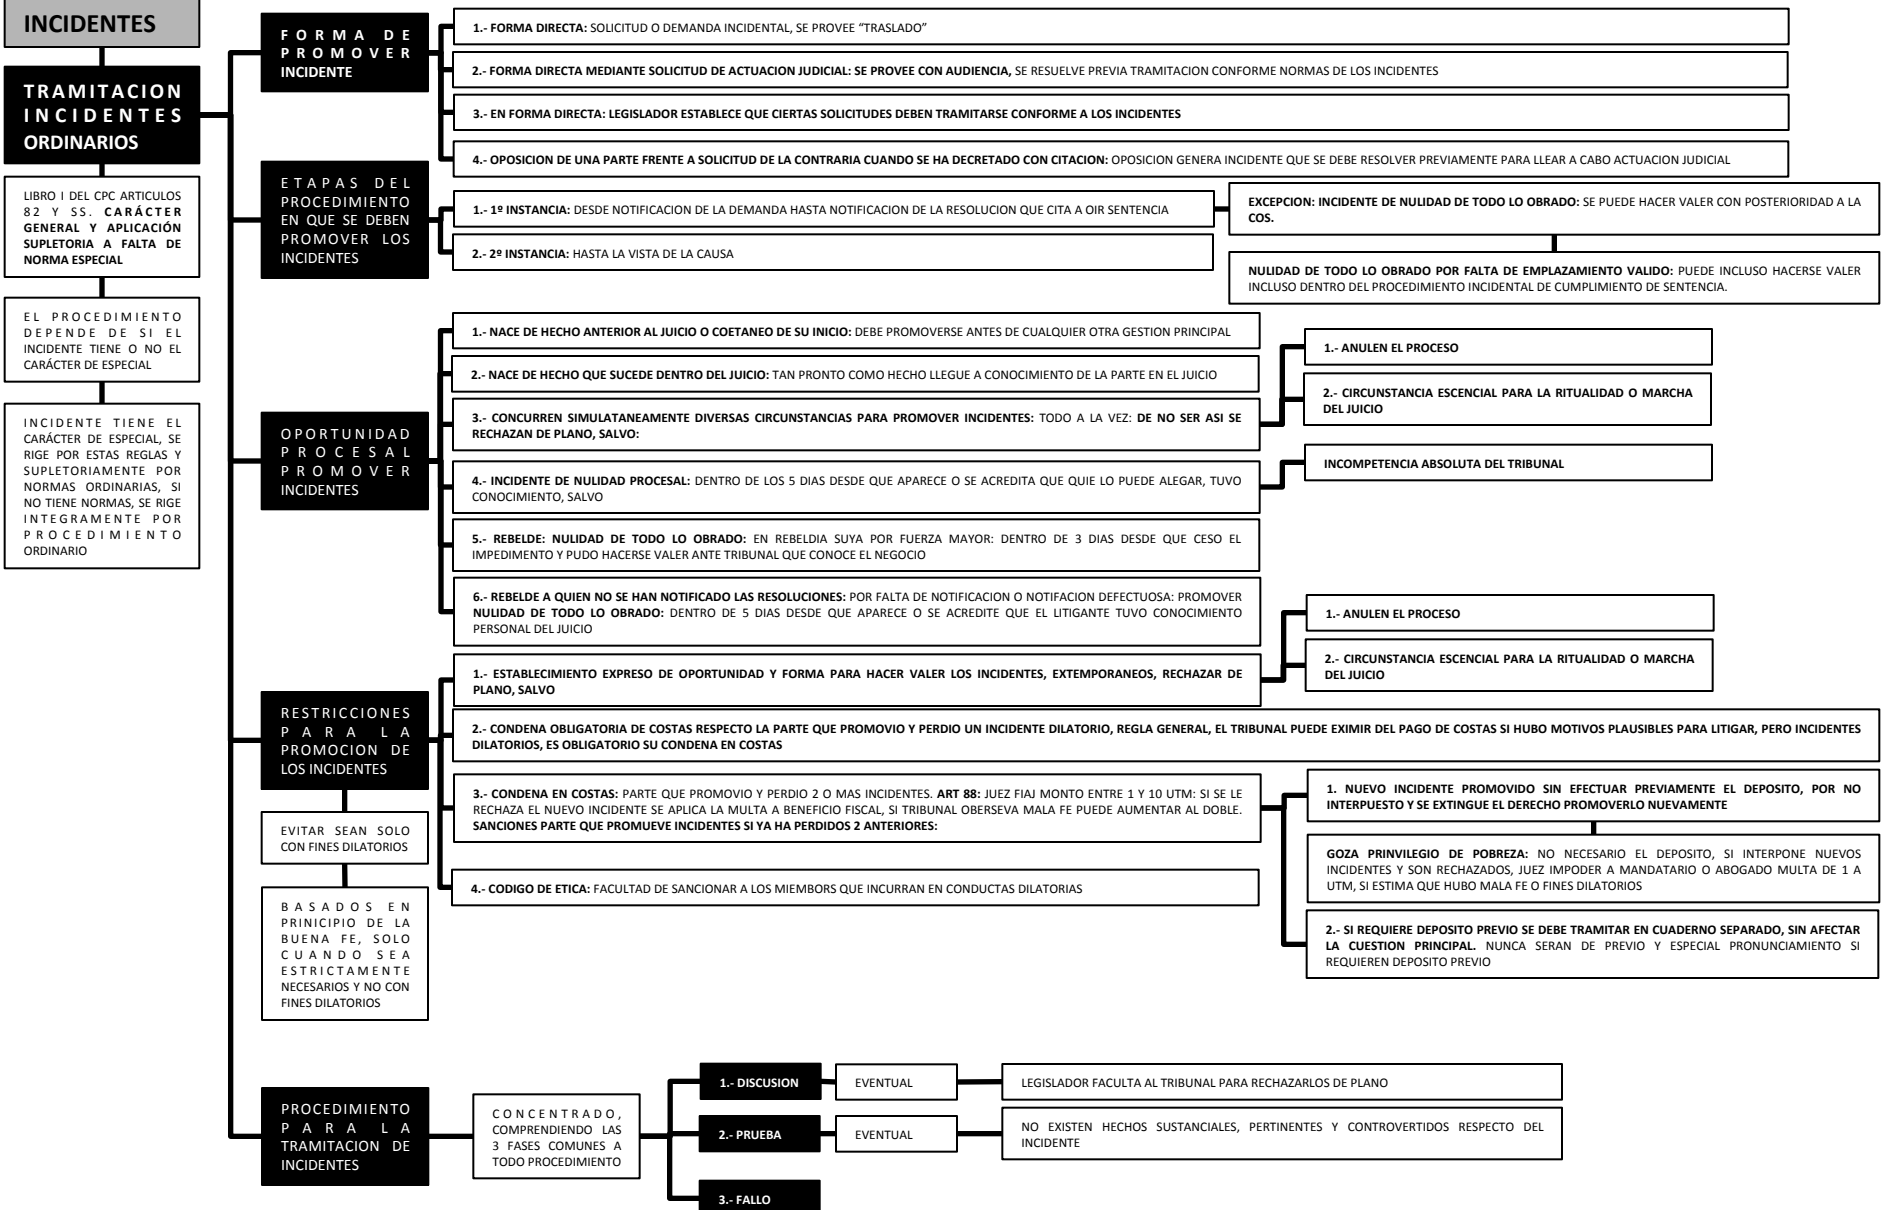 INCIDENTES
TRAMITACION
INCIDENTES
ORDINARIOS
LIBRO I DEL CPC ARTICULOS
82 Y SS. CARÁCTER
GENERAL Y APLICACIÓN
SUPLETORIA A FALTA DE
NORMA ESPECIAL
EL PROCEDIMIENTO
DEPENDE DE SI EL
INCIDENTE TIENE O NO EL
CARÁCTER DE ESPECIAL
INCIDENTE TIENE EL
CARÁCTER DE ESPECIAL, SE
RIGE POR ESTAS REGLAS Y
SUPLETORIAMENTE POR
NORMAS ORDINARIAS, SI
NO TIENE NORMAS, SE RIGE
INTEGRAMENTE POR
PROCEDIMIENTO
ORDINARIO
FORMA DE
PROMOVER
INCIDENTE
1.- FORMA DIRECTA: SOLICITUD O DEMANDA INCIDENTAL, SE PROVEE “TRASLADO”
2.- FORMA DIRECTA MEDIANTE SOLICITUD DE ACTUACION JUDICIAL: SE PROVEE CON AUDIENCIA, SE RESUELVE PREVIA TRAMITACION CONFORME NORMAS DE LOS INCIDENTES
3.- EN FORMA DIRECTA: LEGISLADOR ESTABLECE QUE CIERTAS SOLICITUDES DEBEN TRAMITARSE CONFORME A LOS INCIDENTES
4.- OPOSICION DE UNA PARTE FRENTE A SOLICITUD DE LA CONTRARIA CUANDO SE HA DECRETADO CON CITACION: OPOSICION GENERA INCIDENTE QUE SE DEBE RESOLVER PREVIAMENTE PARA LLEAR A CABO ACTUACION JUDICIAL
ETAPAS DEL
PROCEDIMIENTO
EN QUE SE DEBEN
PROMOVER LOS
INCIDENTES
1.- 1º INSTANCIA: DESDE NOTIFICACION DE LA DEMANDA HASTA NOTIFICACION DE LA RESOLUCION QUE CITA A OIR SENTENCIA
2.- 2º INSTANCIA: HASTA LA VISTA DE LA CAUSA
EXCEPCION: INCIDENTE DE NULIDAD DE TODO LO OBRADO: SE PUEDE HACER VALER CON POSTERIORIDAD A LA
COS.
NULIDAD DE TODO LO OBRADO POR FALTA DE EMPLAZAMIENTO VALIDO: PUEDE INCLUSO HACERSE VALER
INCLUSO DENTRO DEL PROCEDIMIENTO INCIDENTAL DE CUMPLIMIENTO DE SENTENCIA.
OPORTUNIDAD
PROCESAL
PROMOVER
INCIDENTES
1.- NACE DE HECHO ANTERIOR AL JUICIO O COETANEO DE SU INICIO: DEBE PROMOVERSE ANTES DE CUALQUIER OTRA GESTION PRINCIPAL
2.- NACE DE HECHO QUE SUCEDE DENTRO DEL JUICIO: TAN PRONTO COMO HECHO LLEGUE A CONOCIMIENTO DE LA PARTE EN EL JUICIO
3.- CONCURREN SIMULATANEAMENTE DIVERSAS CIRCUNSTANCIAS PARA PROMOVER INCIDENTES: TODO A LA VEZ: DE NO SER ASI SE
RECHAZAN DE PLANO, SALVO:
1.- ANULEN EL PROCESO
2.- CIRCUNSTANCIA ESCENCIAL PARA LA RITUALIDAD O MARCHA
DEL JUICIO
4.- INCIDENTE DE NULIDAD PROCESAL: DENTRO DE LOS 5 DIAS DESDE QUE APARECE O SE ACREDITA QUE QUIE LO PUEDE ALEGAR, TUVO
CONOCIMIENTO, SALVO
INCOMPETENCIA ABSOLUTA DEL TRIBUNAL
5.- REBELDE: NULIDAD DE TODO LO OBRADO: EN REBELDIA SUYA POR FUERZA MAYOR: DENTRO DE 3 DIAS DESDE QUE CESO EL
IMPEDIMENTO Y PUDO HACERSE VALER ANTE TRIBUNAL QUE CONOCE EL NEGOCIO
6.- REBELDE A QUIEN NO SE HAN NOTIFICADO LAS RESOLUCIONES: POR FALTA DE NOTIFICACION O NOTIFACION DEFECTUOSA: PROMOVER
NULIDAD DE TODO LO OBRADO: DENTRO DE 5 DIAS DESDE QUE APARECE O SE ACREDITE QUE EL LITIGANTE TUVO CONOCIMIENTO
PERSONAL DEL JUICIO
RESTRICCIONES
PARA LA
PROMOCION DE
LOS INCIDENTES
EVITAR SEAN SOLO
CON FINES DILATORIOS
BASADOS EN
PRINICIPIO DE LA
BUENA FE, SOLO
CUANDO SEA
ESTRICTAMENTE
NECESARIOS Y NO CON
FINES DILATORIOS
1.- ESTABLECIMIENTO EXPRESO DE OPORTUNIDAD Y FORMA PARA HACER VALER LOS INCIDENTES, EXTEMPORANEOS, RECHAZAR DE
PLANO, SALVO
1.- ANULEN EL PROCESO
2.- CIRCUNSTANCIA ESCENCIAL PARA LA RITUALIDAD O MARCHA
DEL JUICIO
2.- CONDENA OBLIGATORIA DE COSTAS RESPECTO LA PARTE QUE PROMOVIO Y PERDIO UN INCIDENTE DILATORIO, REGLA GENERAL, EL TRIBUNAL PUEDE EXIMIR DEL PAGO DE COSTAS SI HUBO MOTIVOS PLAUSIBLES PARA LITIGAR, PERO INCIDENTES
DILATORIOS, ES OBLIGATORIO SU CONDENA EN COSTAS
3.- CONDENA EN COSTAS: PARTE QUE PROMOVIO Y PERDIO 2 O MAS INCIDENTES. ART 88: JUEZ FIAJ MONTO ENTRE 1 Y 10 UTM: SI SE LE
RECHAZA EL NUEVO INCIDENTE SE APLICA LA MULTA A BENEFICIO FISCAL, SI TRIBUNAL OBERSEVA MALA FE PUEDE AUMENTAR AL DOBLE.
SANCIONES PARTE QUE PROMUEVE INCIDENTES SI YA HA PERDIDOS 2 ANTERIORES:
1. NUEVO INCIDENTE PROMOVIDO SIN EFECTUAR PREVIAMENTE EL DEPOSITO, POR NO
INTERPUESTO Y SE EXTINGUE EL DERECHO PROMOVERLO NUEVAMENTE
GOZA PRINVILEGIO DE POBREZA: NO NECESARIO EL DEPOSITO, SI INTERPONE NUEVOS
INCIDENTES Y SON RECHAZADOS, JUEZ IMPODER A MANDATARIO O ABOGADO MULTA DE 1 A
UTM, SI ESTIMA QUE HUBO MALA FE O FINES DILATORIOS
2.- SI REQUIERE DEPOSITO PREVIO SE DEBE TRAMITAR EN CUADERNO SEPARADO, SIN AFECTAR
LA CUESTION PRINCIPAL. NUNCA SERAN DE PREVIO Y ESPECIAL PRONUNCIAMIENTO SI
REQUIEREN DEPOSITO PREVIO
4.- CODIGO DE ETICA: FACULTAD DE SANCIONAR A LOS MIEMBORS QUE INCURRAN EN CONDUCTAS DILATORIAS
PROCEDIMIENTO
PARA LA
TRAMITACION DE
INCIDENTES
CONCENTRADO,
COMPRENDIENDO LAS
3 FASES COMUNES A
TODO PROCEDIMIENTO
1.- DISCUSION
EVENTUAL
LEGISLADOR FACULTA AL TRIBUNAL PARA RECHAZARLOS DE PLANO
2.- PRUEBA
EVENTUAL
NO EXISTEN HECHOS SUSTANCIALES, PERTINENTES Y CONTROVERTIDOS RESPECTO DEL
INCIDENTE
3.- FALLO